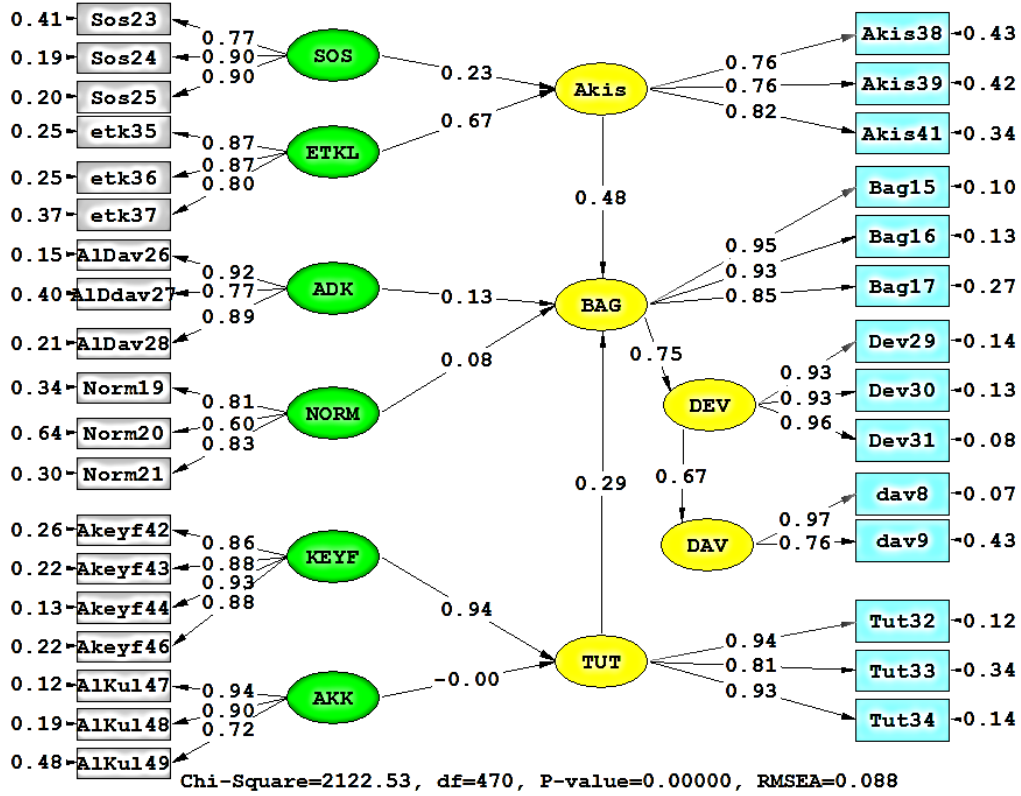 0.41 Sos23
0.19 Sos24
0.20 Sos25
0.77
0.90
0.90
SOS
0.23
0.25 etk35
0.25 etk36
0.37 etk37
0.87
0.87
0.80
ETKL
0.67
0.15 AlDav26
0.40 AlDdav27
0.21 AlDav28
0.92
0.77
0.89
ADK
0.13
0.34 Norm19
0.64 Norm20
0.30 Norm21
0.81
0.60
0.83
NORM
0.08
0.26 Akeyf42
0.22 Akeyf43
0.13 Akeyf44
0.22 Akeyf46
0.86
0.88
0.93
0.88
KEYF
0.94
0.12 AlKul47
0.19 AlKul48
0.48 AlKul49
0.94
0.90
0.72
AKK
-0.00
Akis
0.48
0.76
0.76
0.82
Akis38 0.43
Akis39 0.42
Akis41 0.34
BAG
0.95
0.93
0.85
Bag15 0.10
Bag16 0.13
Bag17 0.27
0.75
DEV
0.93
0.93
0.96
Dev29 0.14
Dev30 0.13
Dev31 0.08
0.67
DAV
0.97
0.76
dav8 0.07
dav9 0.43
0.29
TUT
0.94
0.81
0.93
Tut32 0.12
Tut33 0.34
Tut34 0.14
Chi-Square=2122.53, df=470, P-value=0.00000, RMSEA=0.088